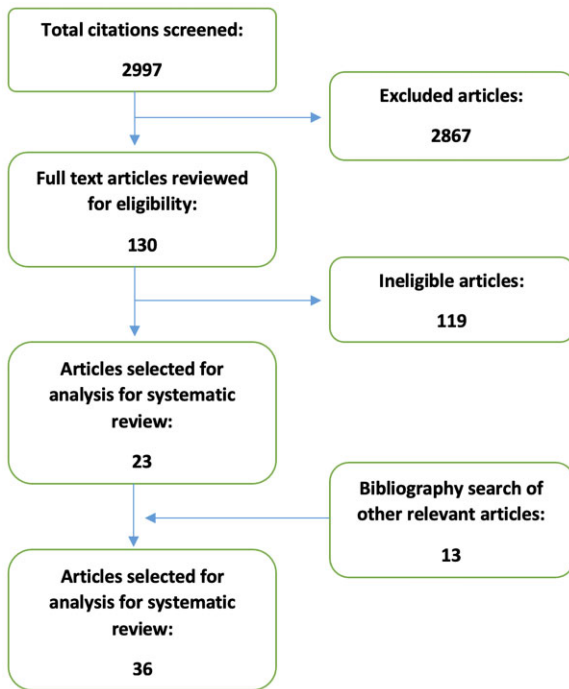 Total citations screened:
2997
Excluded articles:
2867
Full text articles reviewed
for eligibility:
130
Ineligible articles:
119
Articles selected for
analysis for systematic
review:
23
Bibliography search of
other relevant articles:
13
Articles selected for
analysis for systematic
review:
36